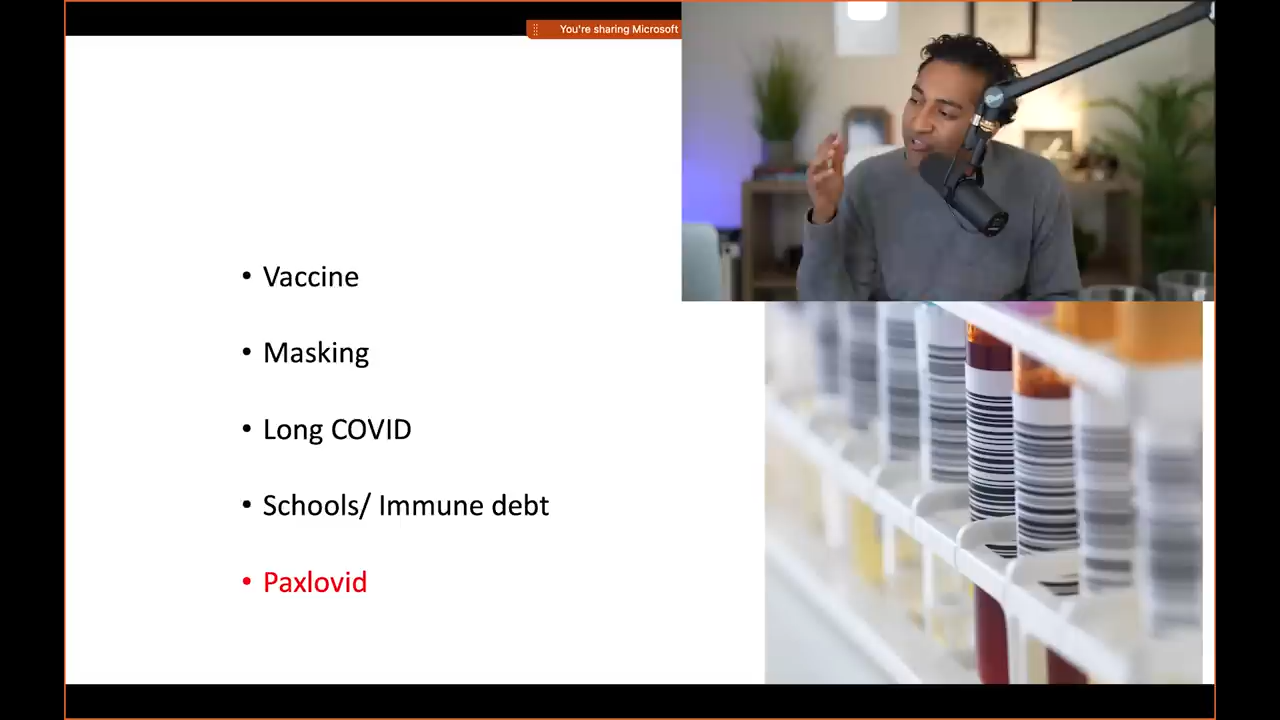 You're sharing Microsoft
• Vaccine
• Masking
• Long COVID
• Schools/ Immune debt
• Paxlovid